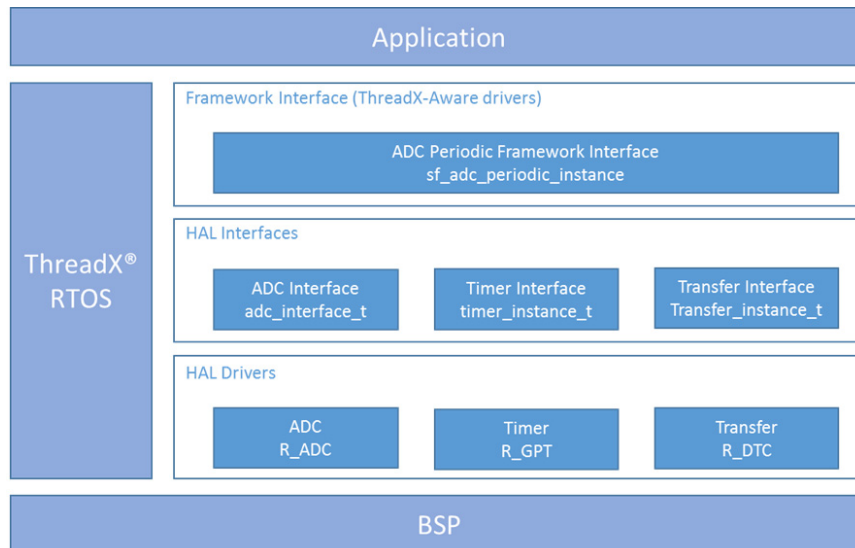 Application
ThreadX®
RTOS
Framework Interface (ThreadX-Aware drivers)
ADC Periodic Framework Interface
sf_adc_periodic_instance
HAL Interfaces
ADC Interface
adc_interface_t
Timer Interface
timer_instance_t
Transfer Interface
Transfer_instance_t
HAL Drivers
ADC
R_ADC
Timer
R_GPT
Transfer
R_DTC
BSP